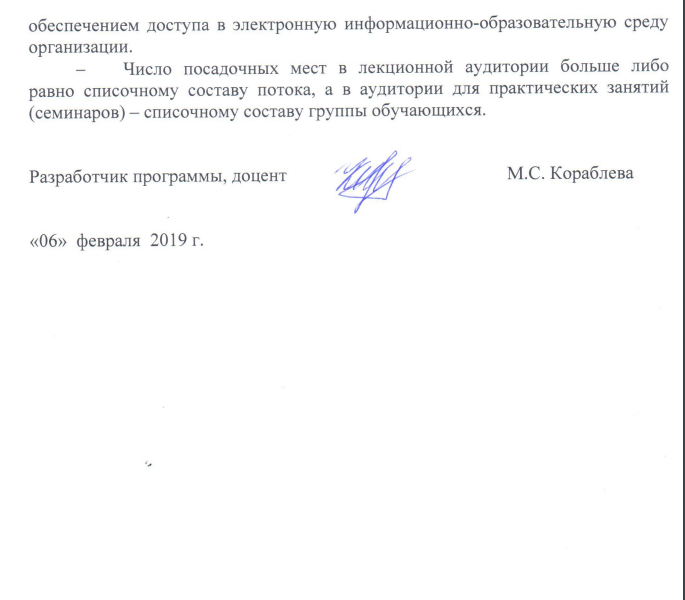 обеспечением доступа в электронную информационно-образовательную среду
организации.
– Число посадочных мест в лекционной аудитории больше либо
равно списочному составу потока, а в аудитории для практических занятий
(семинаров) – списочному составу группы обучающихся.
Разработчик программы, доцент М.С. Кораблева
«06» февраля 2019 г.